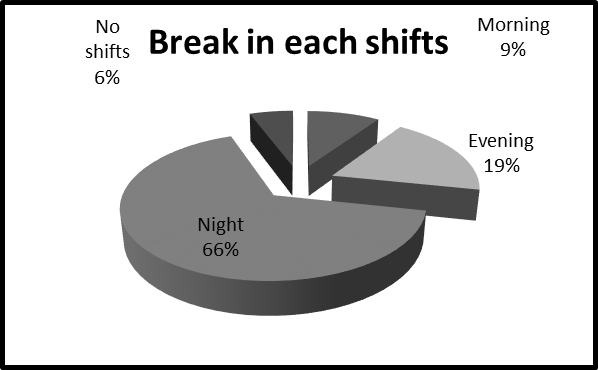 Break in each shifts
No
shifts
6%
Morning
9%
Evening
19%
Night
66%